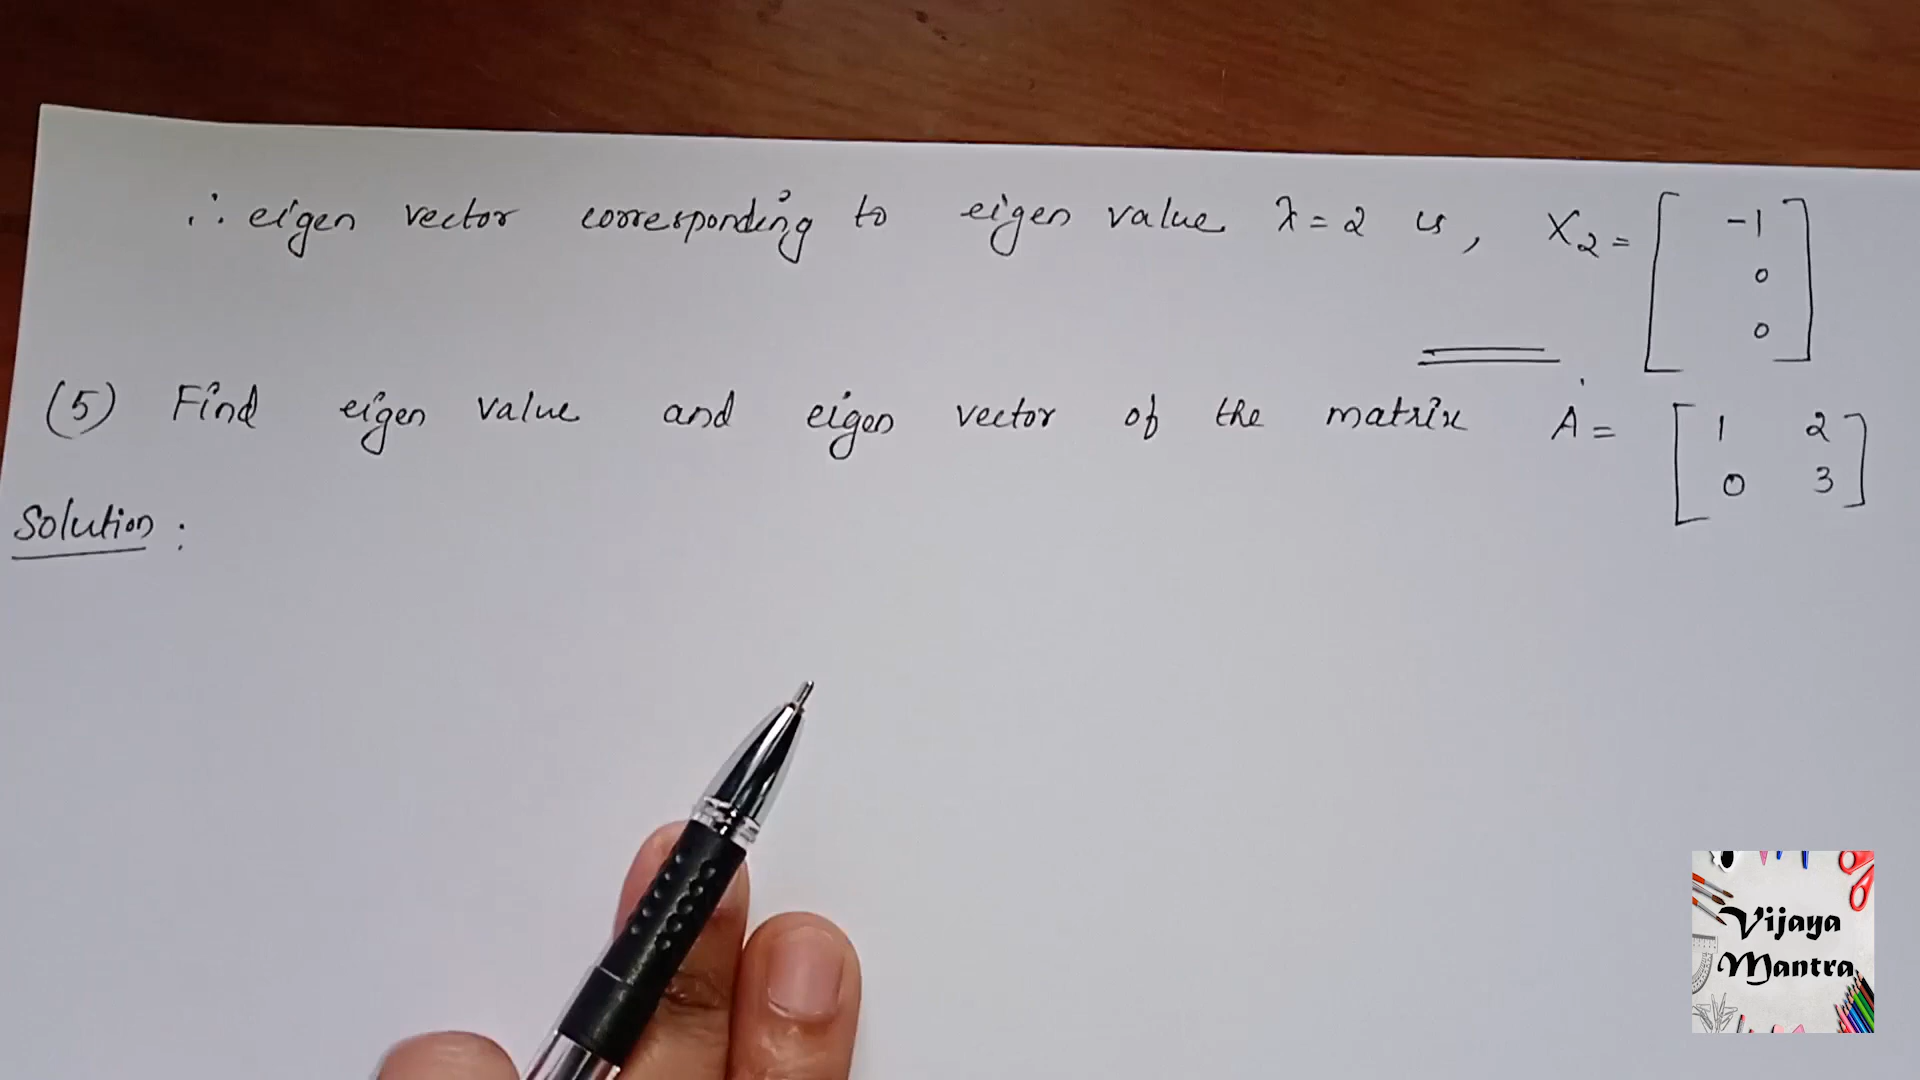 ∴ eigen vector corresponding to eigen value λ = 2 is, X₂ = [ -1
0
0 ]
(5) Find eigen value and eigen vector of the matrix A = [ 1 2
0 3 ]
Solution :
Vijaya
Mantra